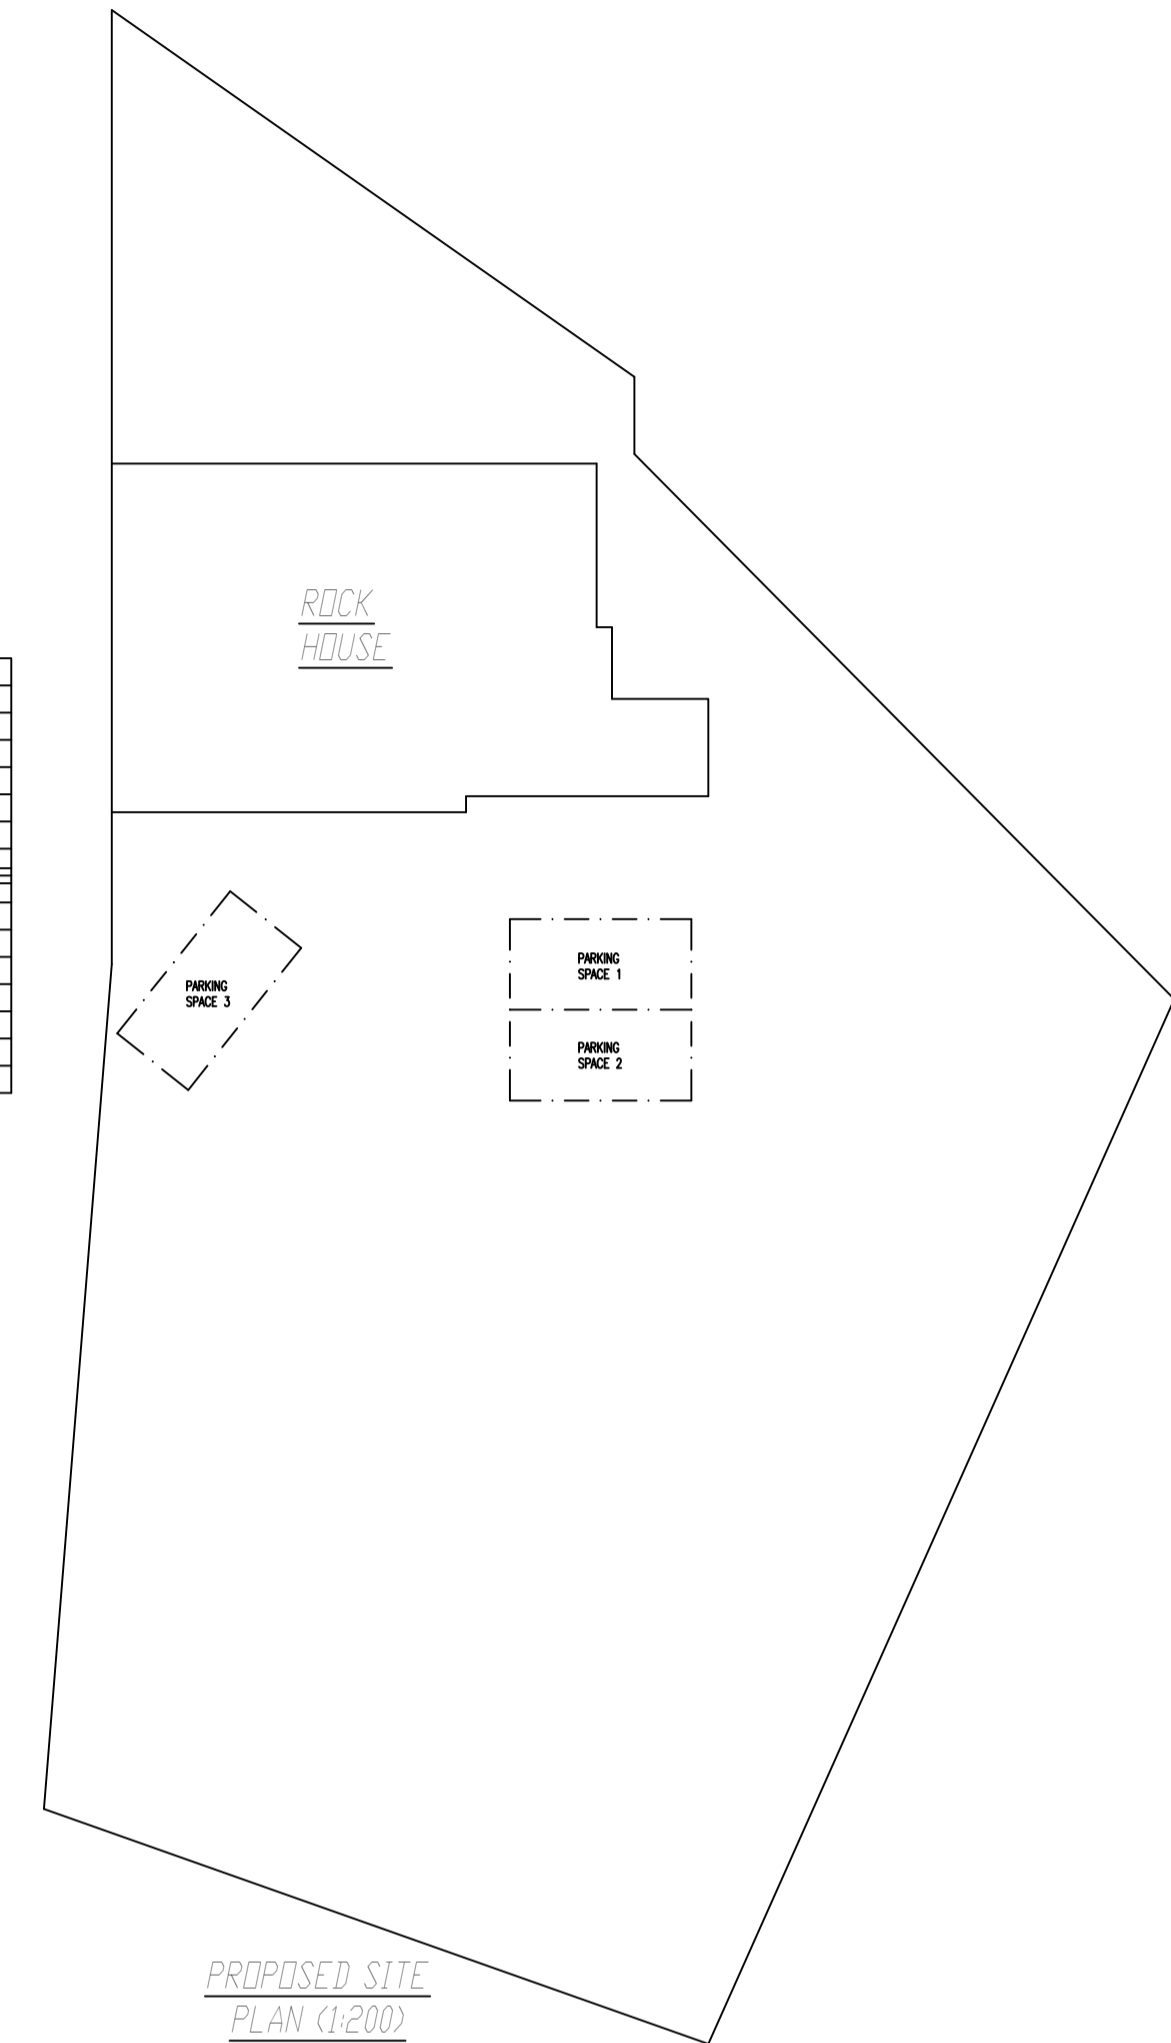 ROCK
HOUSE
PARKING
SPACE 1
PARKING
SPACE 3
PARKING
SPACE 2
PROPOSED SITE
PLAN (1:200)